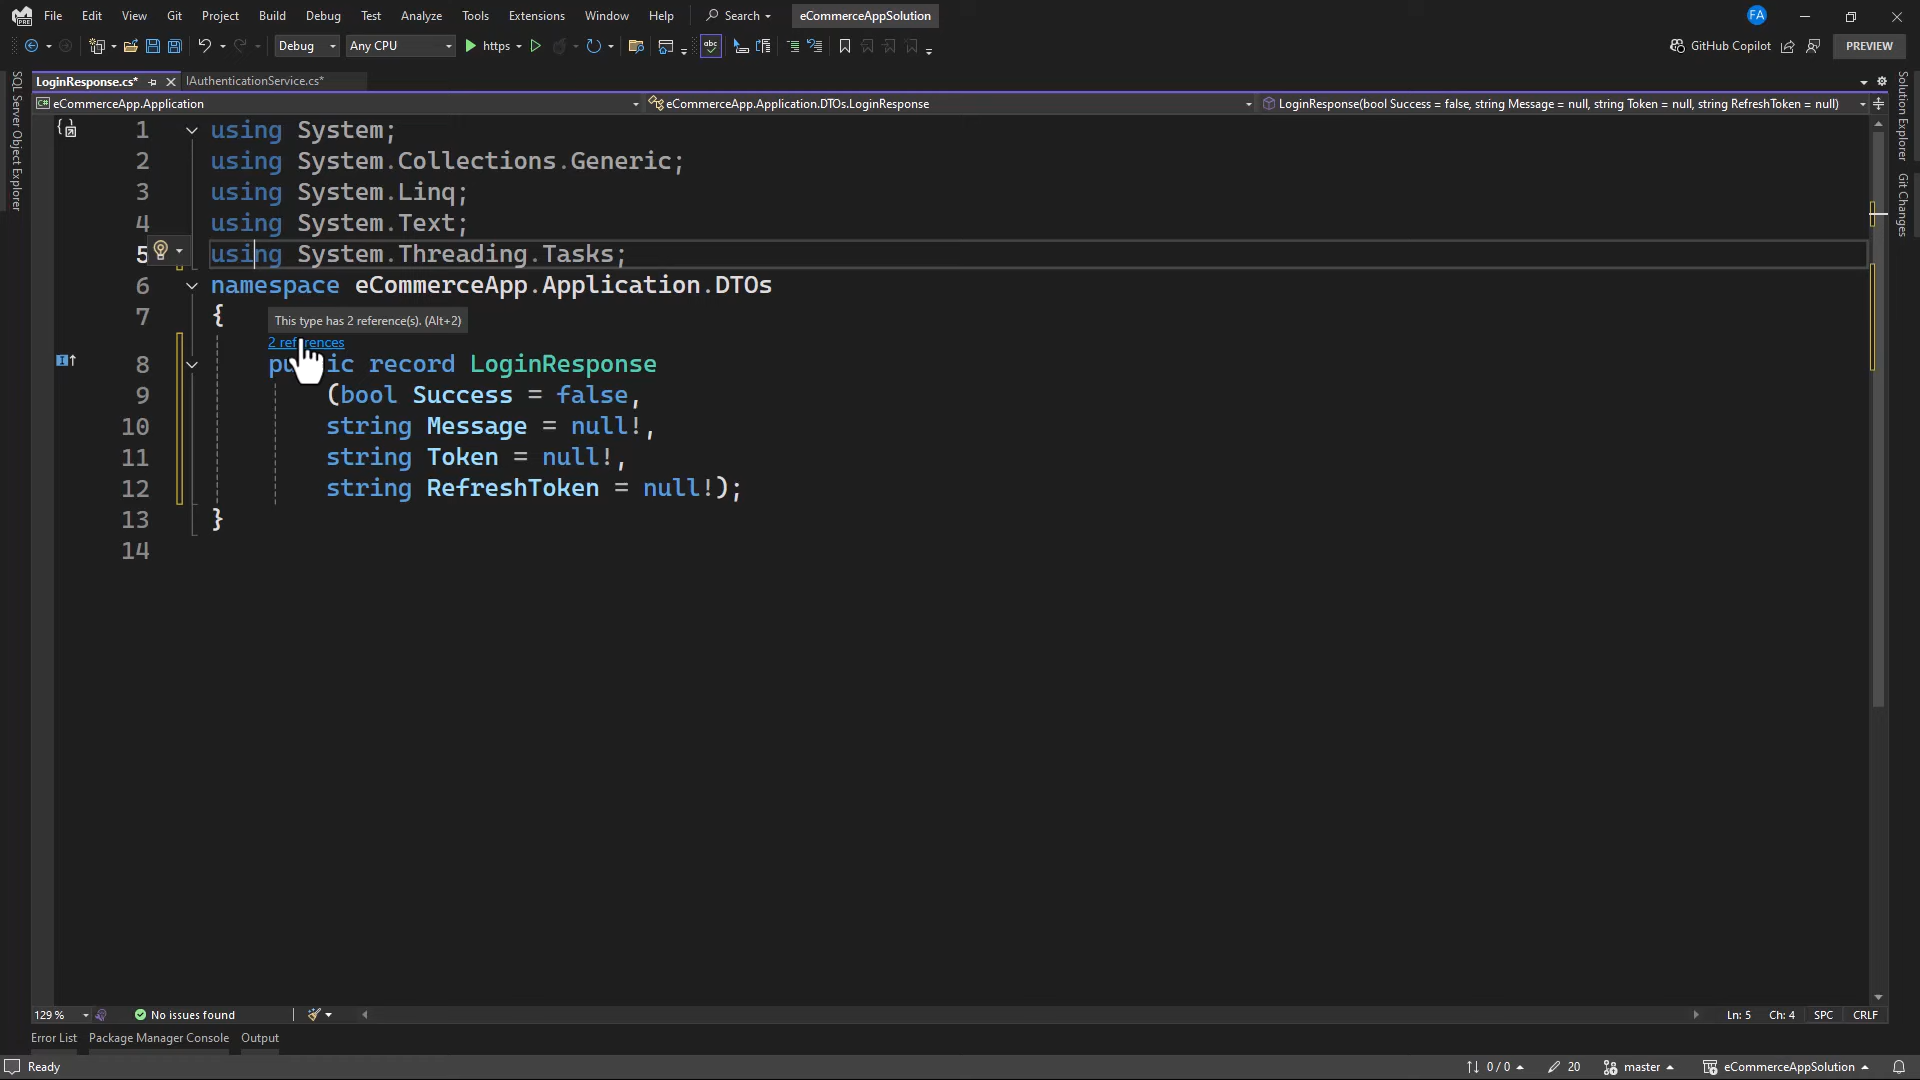 File Edit View Git Project Build Debug Test Analyze Tools Extensions Window Help Search eCommerceAppSolution FA
Debug Any CPU https GitHub Copilot PREVIEW
LoginResponse.cs* IAuthenticationService.cs*
eCommerceApp.Application eCommerceApp.Application.DTOs.LoginResponse LoginResponse(bool Success = false, string Message = null, string Token = null, string RefreshToken = null)
SQL Server Object Explorer
Solution Explorer
Git Changes
1 using System;
2 using System.Collections.Generic;
3 using System.Linq;
4 using System.Text;
5 using System.Threading.Tasks;
6 namespace eCommerceApp.Application.DTOs
7 {
This type has 2 reference(s). (Alt+2)
2 references
8 public record LoginResponse
9 (bool Success = false,
10 string Message = null!,
11 string Token = null!,
12 string RefreshToken = null!);
13 }
14
129 % No issues found Ln: 5 Ch: 4 SPC CRLF
Error List Package Manager Console Output
Ready 0 / 0 20 master eCommerceAppSolution